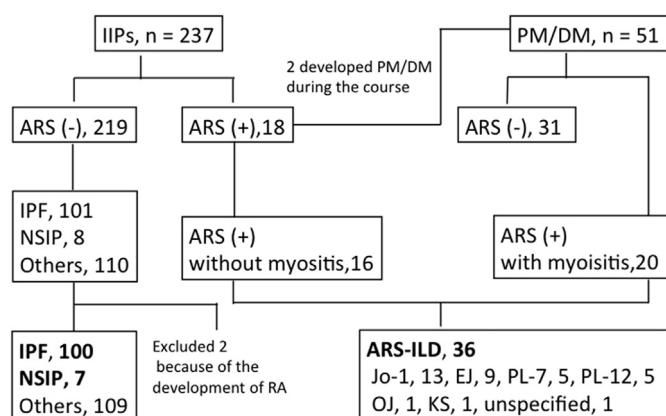 IIPs, n = 237
PM/DM, n = 51
2 developed PM/DM
during the course
ARS (-), 219
ARS (+),18
ARS (-), 31
IPF, 101
NSIP, 8
Others, 110
ARS (+)
without myositis,16
ARS (+)
with myoisitis,20
IPF, 100
NSIP, 7
Others, 109
Excluded 2
because of the
development of RA
ARS-ILD, 36
Jo-1, 13, EJ, 9, PL-7, 5, PL-12, 5
OJ, 1, KS, 1, unspecified, 1